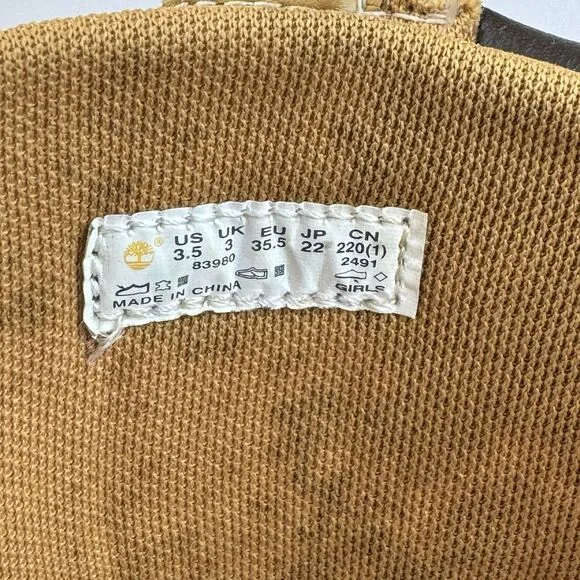 ® US UK EU JP CN
3.5 3 35.5 22 220(1)
83980 2491
MADE IN CHINA GIRLS